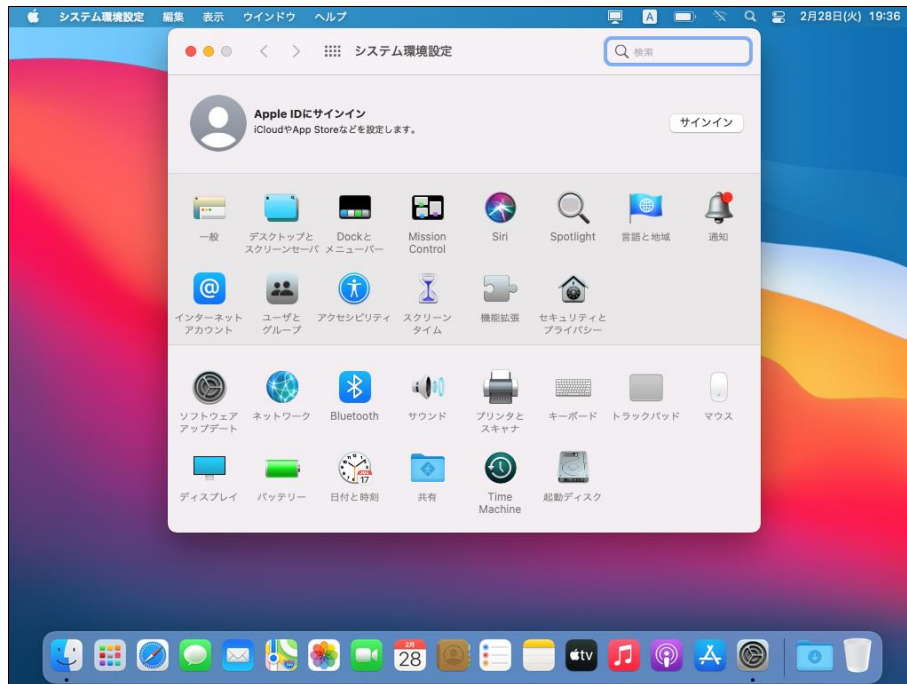 システム環境設定 編集 表示 ウインドウ ヘルプ A 2月28日(火) 19:36
システム環境設定
検索
Apple IDにサインイン
iCloudやApp Storeなどを設定します。
サインイン
一般
デスクトップと
スクリーンセーバ
Dockと
メニューバー
Mission
Control
Siri
Spotlight
言語と地域
通知
インターネット
アカウント
ユーザと
グループ
アクセシビリティ
スクリーン
タイム
機能拡張
セキュリティと
プライバシー
ソフトウェア
アップデート
ネットワーク
Bluetooth
サウンド
プリンタと
スキャナ
キーボード
トラックパッド
マウス
ディスプレイ
バッテリー
日付と時刻
JUL
17
共有
Time
Machine
起動ディスク
2月
28
tv